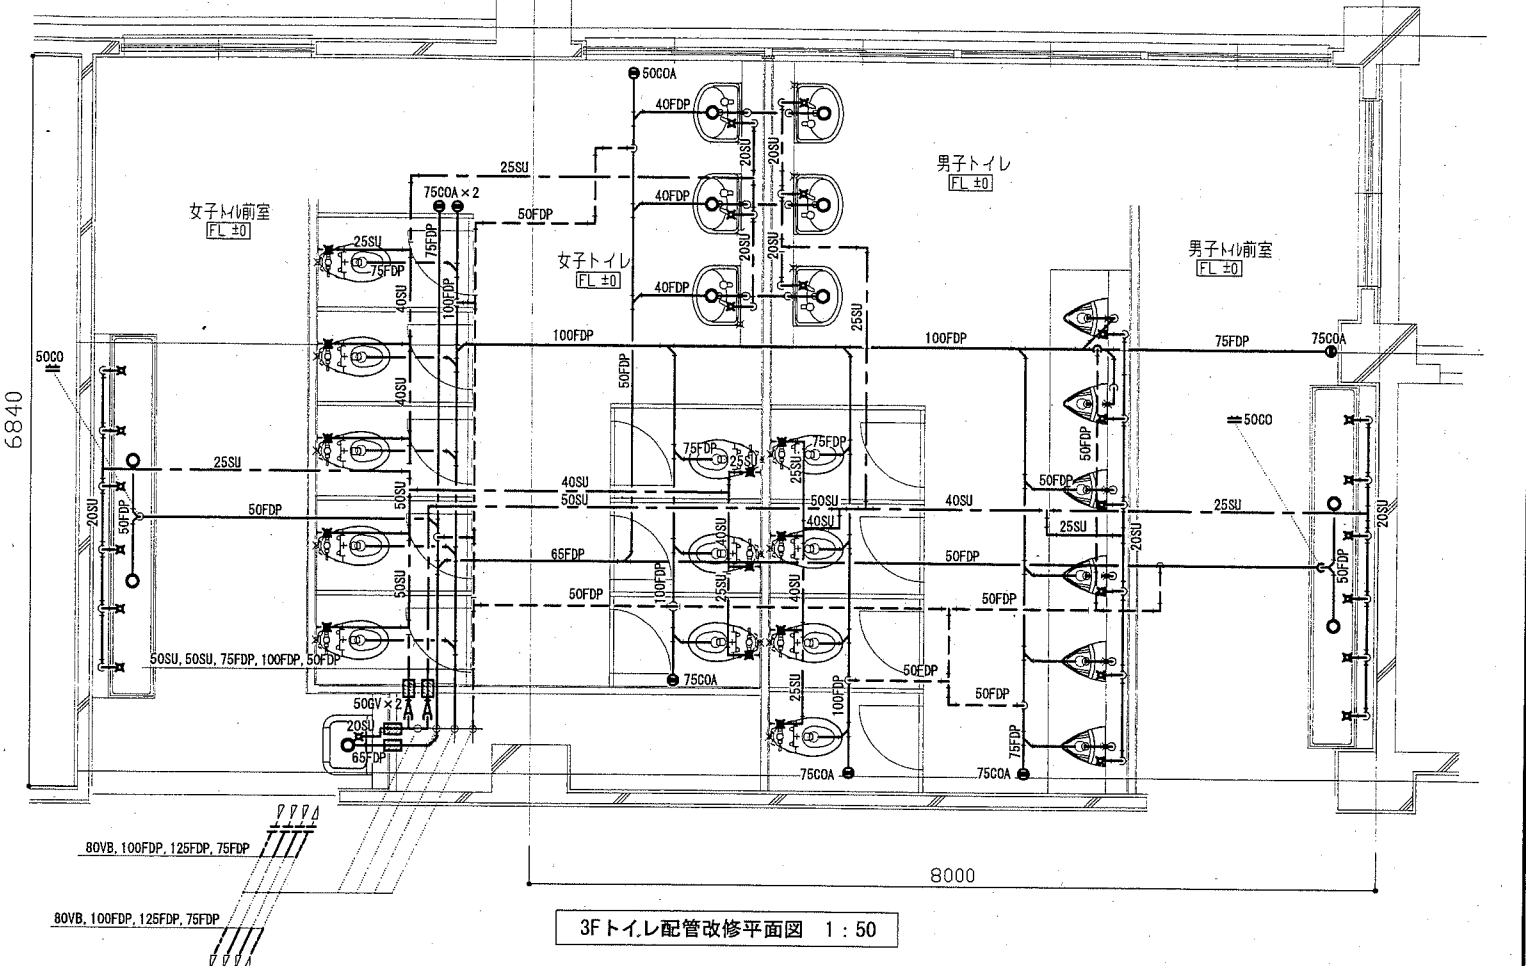 50COA
40FDP
20SU
20SU
男子トイレ
FL ±0
25SU
75COA×2
40FDP
女子トイレ前室
FL ±0
50FDP
75FDP
25SU
75FDP
女子トイレ
FL ±0
20SU
20SU
男子トイレ前室
FL ±0
40SU
100FDP
40FDP
25SU
100FDP
100FDP
75FDP
75COA
50CO
50FDP
40SU
6840
50CO
75FDP
25SU
75FDP
25SU
50FDP
25SU
40SU
50SU
50SU
50SU
40SU
50FDP
25SU
20SU
50FDP
50FDP
40SU
40SU
25SU
20SU
20SU
65FDP
50FDP
50FDP
50SU
100FDP
25SU
40SU
50FDP
50FDP
50SU, 50SU, 75FDP, 100FDP, 50FDP
75COA
50FDP
25SU
100FDP
50FDP
50GV×2
20SU
65FDP
75FDP
75COA
75COA
80VB, 100FDP, 125FDP, 75FDP
8000
80VB, 100FDP, 125FDP, 75FDP
3Fトイレ配管改修平面図 1:50